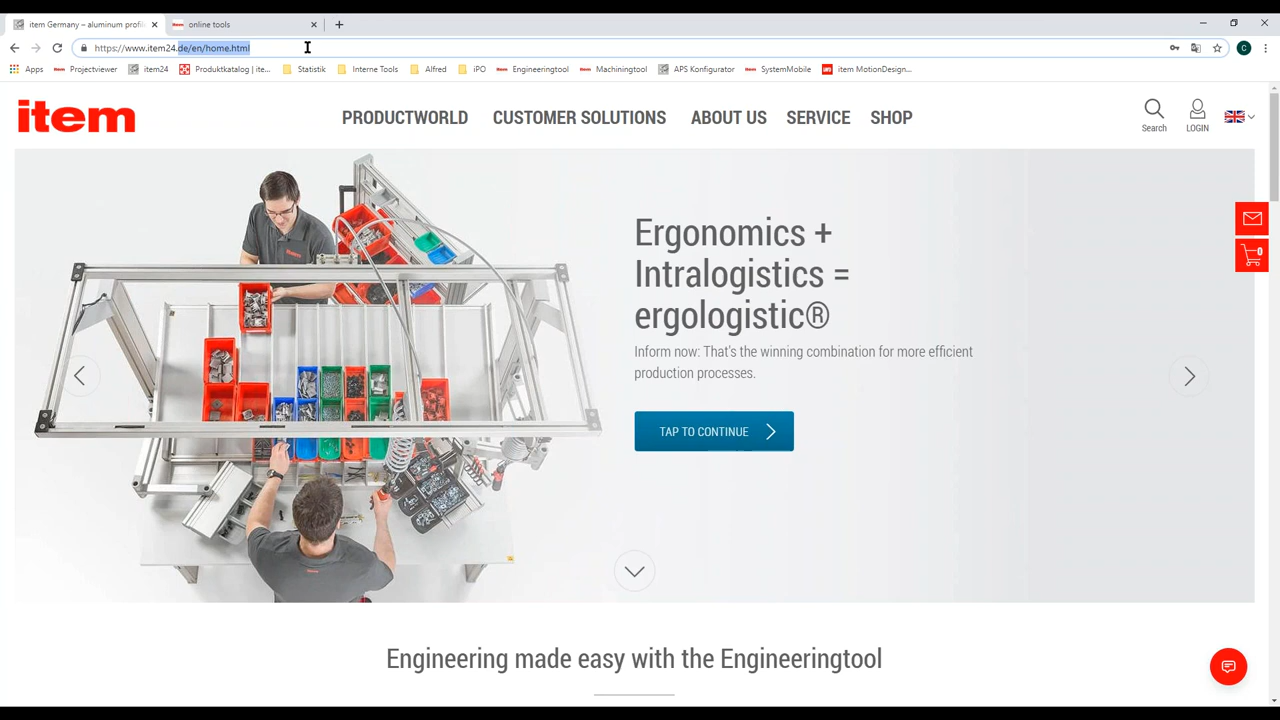 item Germany – aluminum profil
online tools
https://www.item24.de/en/home.html
C
Apps
Projectviewer
item24
Produktkatalog | ite...
Statistik
Interne Tools
Alfred
iPO
Engineeringtool
Machiningtool
APS Konfigurator
SystemMobile
item MotionDesign...
item
PRODUCTWORLD
CUSTOMER SOLUTIONS
ABOUT US
SERVICE
SHOP
Search
LOGIN
0
Ergonomics +
Intralogistics =
ergologistic®
Inform now: That's the winning combination for more efficient
production processes.
TAP TO CONTINUE
Engineering made easy with the Engineeringtool